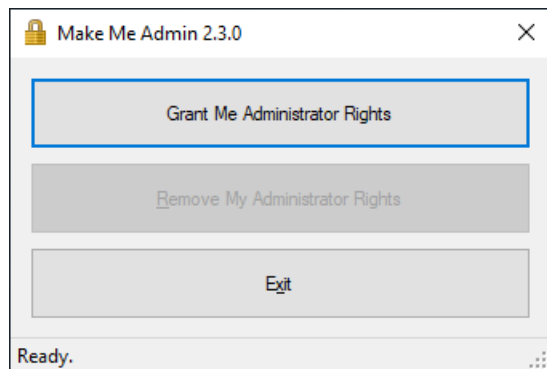 Make Me Admin 2.3.0
Grant Me Administrator Rights
Remove My Administrator Rights
Exit
Ready.